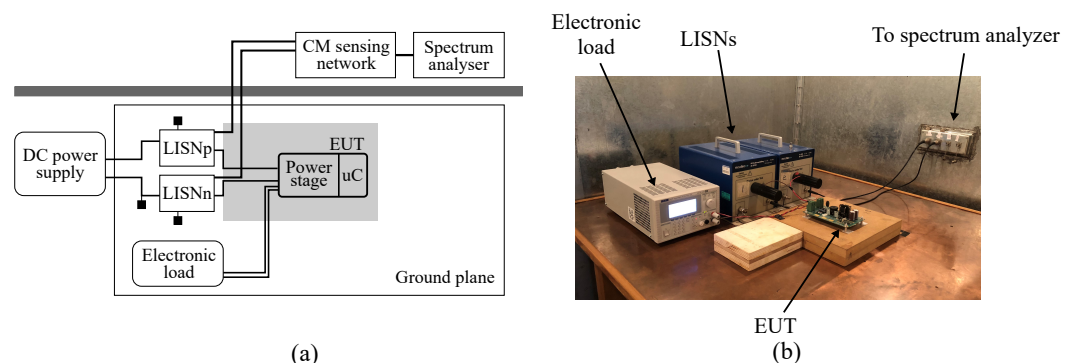 CM sensing
network
Spectrum
analyser
DC power
supply
LISNp
LISNn
EUT
Power
stage
uC
Electronic
load
Ground plane
(a)
Electronic
load
LISNs
To spectrum analyzer
EUT
(b)